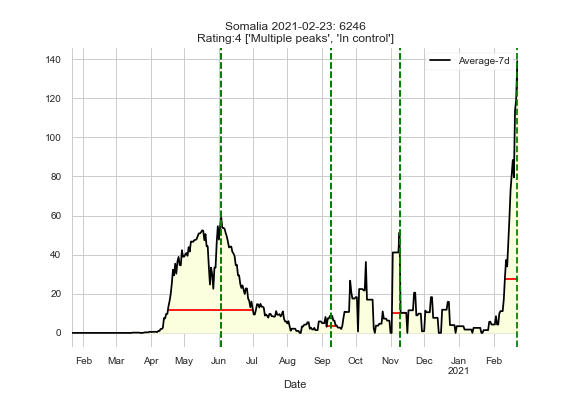 Somalia 2021-02-23: 6246
Rating:4 ['Multiple peaks', 'In control']
Average-7d
140
120
100
80
60
40
20
0
Feb Mar Apr May Jun Jul Aug Sep Oct Nov Dec Jan Feb
2021
Date